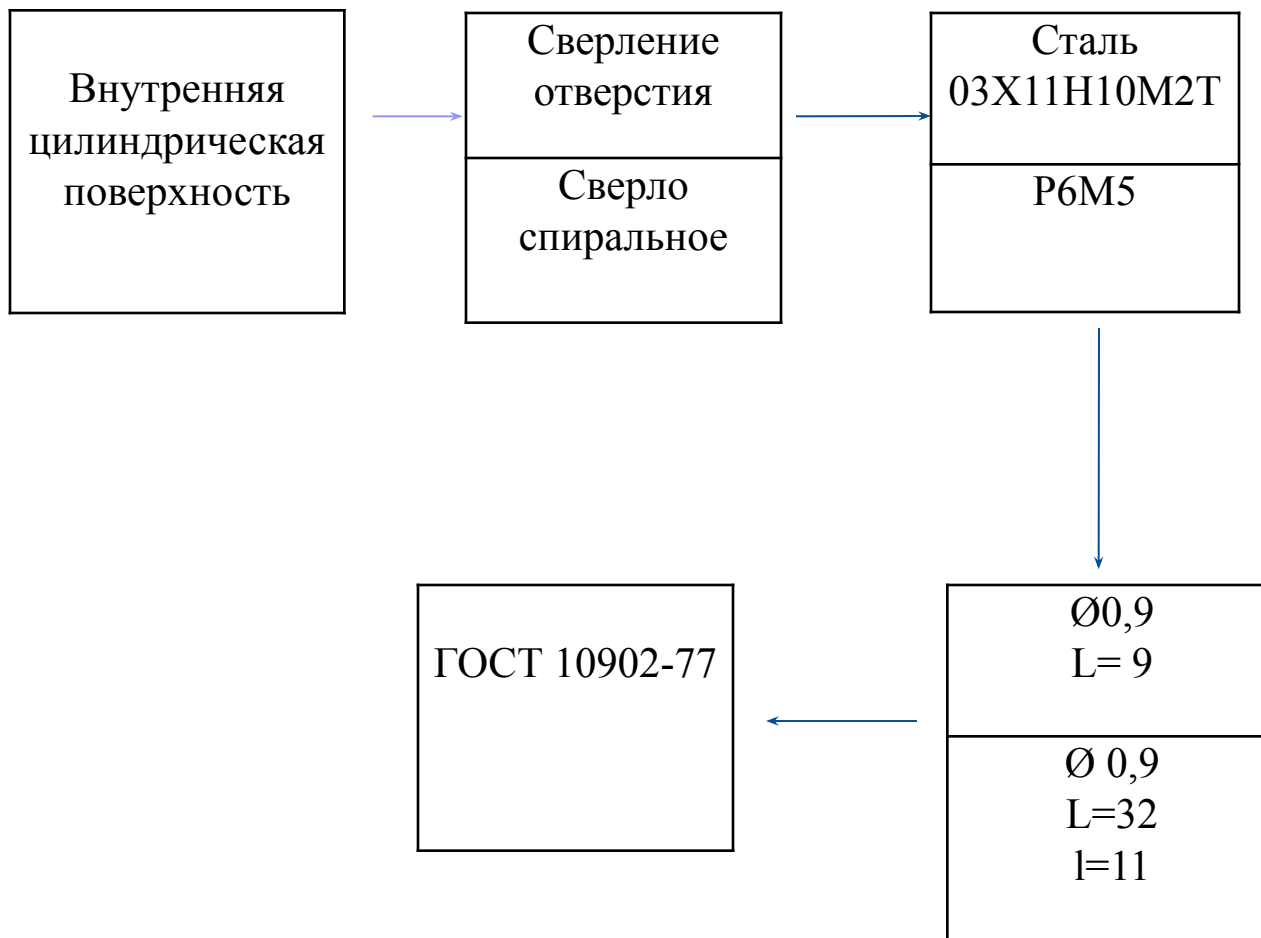 Внутренняя
цилиндрическая
поверхность
Сверление
отверстия
Сверло
спиральное
Сталь
03Х11Н10М2Т
Р6М5
Ø0,9
L= 9
Ø 0,9
L=32
l=11
ГОСТ 10902-77